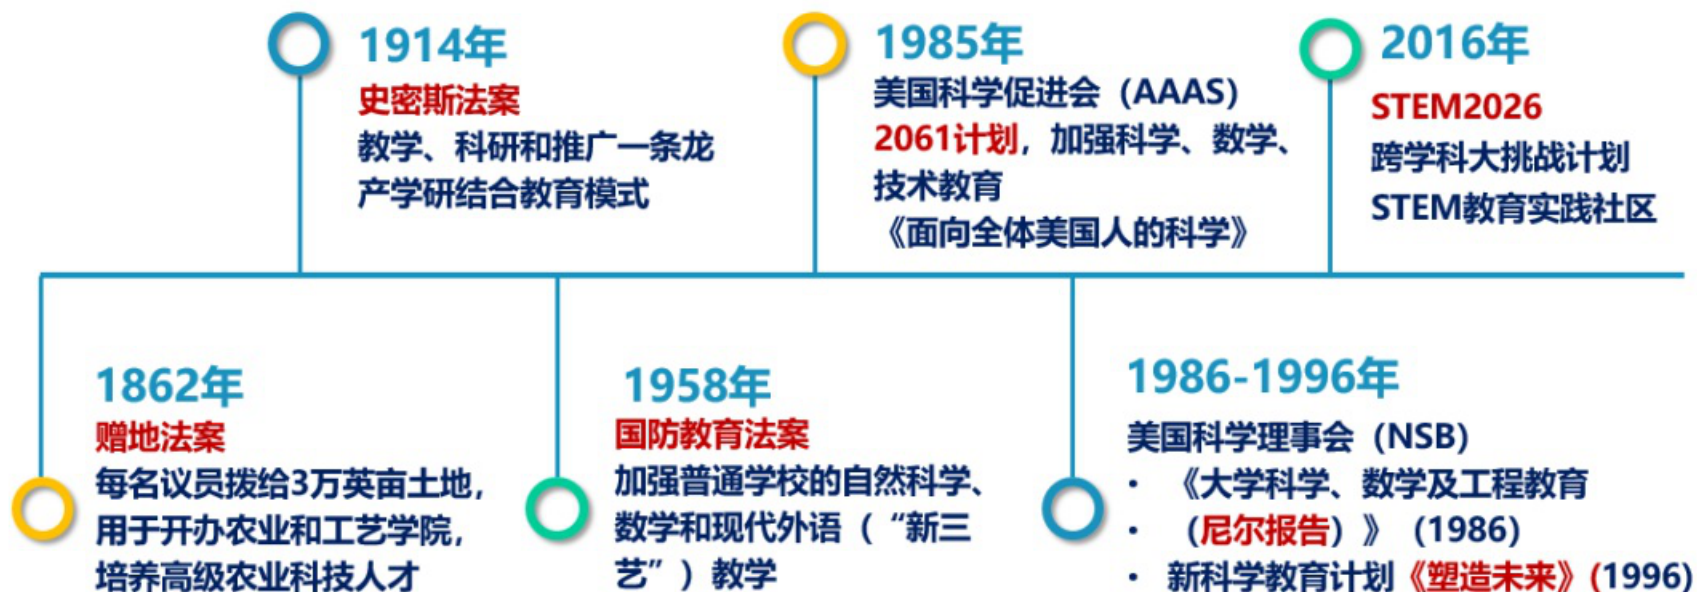 1914年
史密斯法案
教学、科研和推广一条龙
产学研结合教育模式
1985年
美国科学促进会（AAAS）
2061计划，加强科学、数学、
技术教育
《面向全体美国人的科学》
2016年
STEM2026
跨学科大挑战计划
STEM教育实践社区
1862年
赠地法案
每名议员拨给3万英亩土地，
用于开办农业和工艺学院，
培养高级农业科技人才
1958年
国防教育法案
加强普通学校的自然科学、
数学和现代外语（“新三
艺”）教学
1986-1996年
美国科学理事会（NSB）
• 《大学科学、数学及工程教育
• （尼尔报告）》（1986）
• 新科学教育计划《塑造未来》(1996)